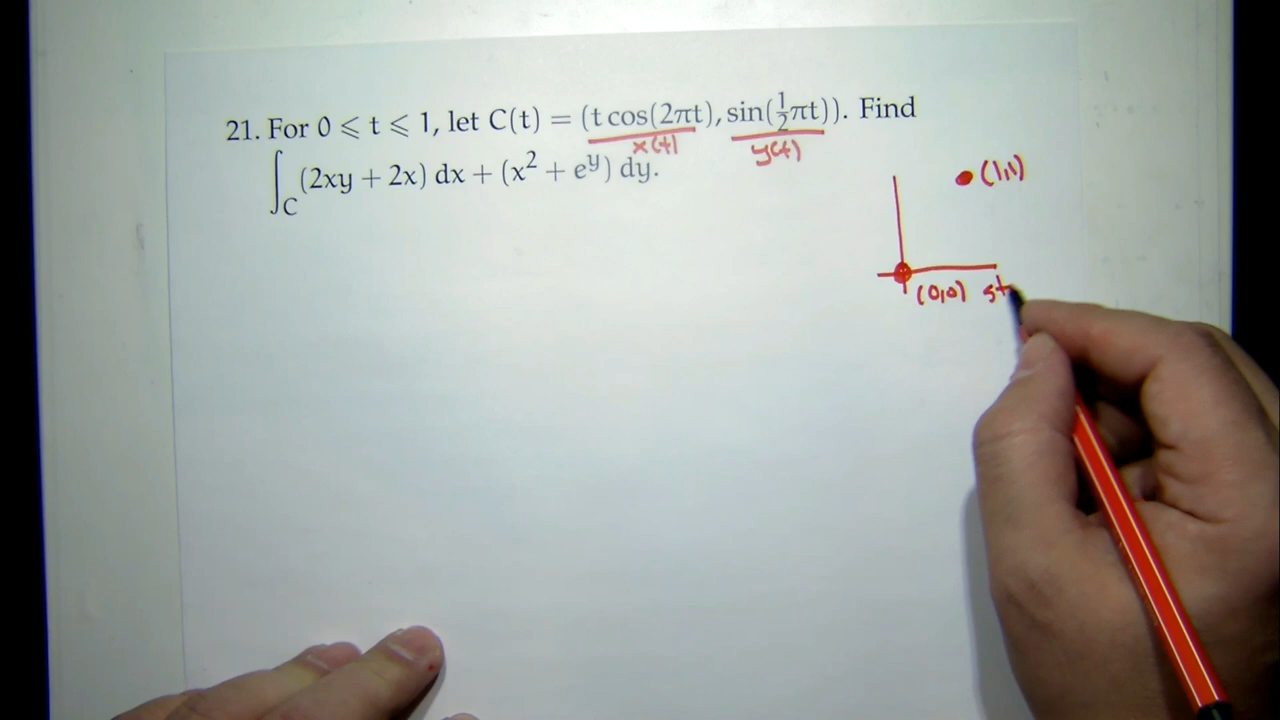 21. For 0 ⩽ t ⩽ 1, let C(t) = (t cos(2πt), sin(½πt)). Find
x(t) y(t)
∫_C (2xy + 2x) dx + (x² + e^y) dy.
(1,1)
(0,0) st